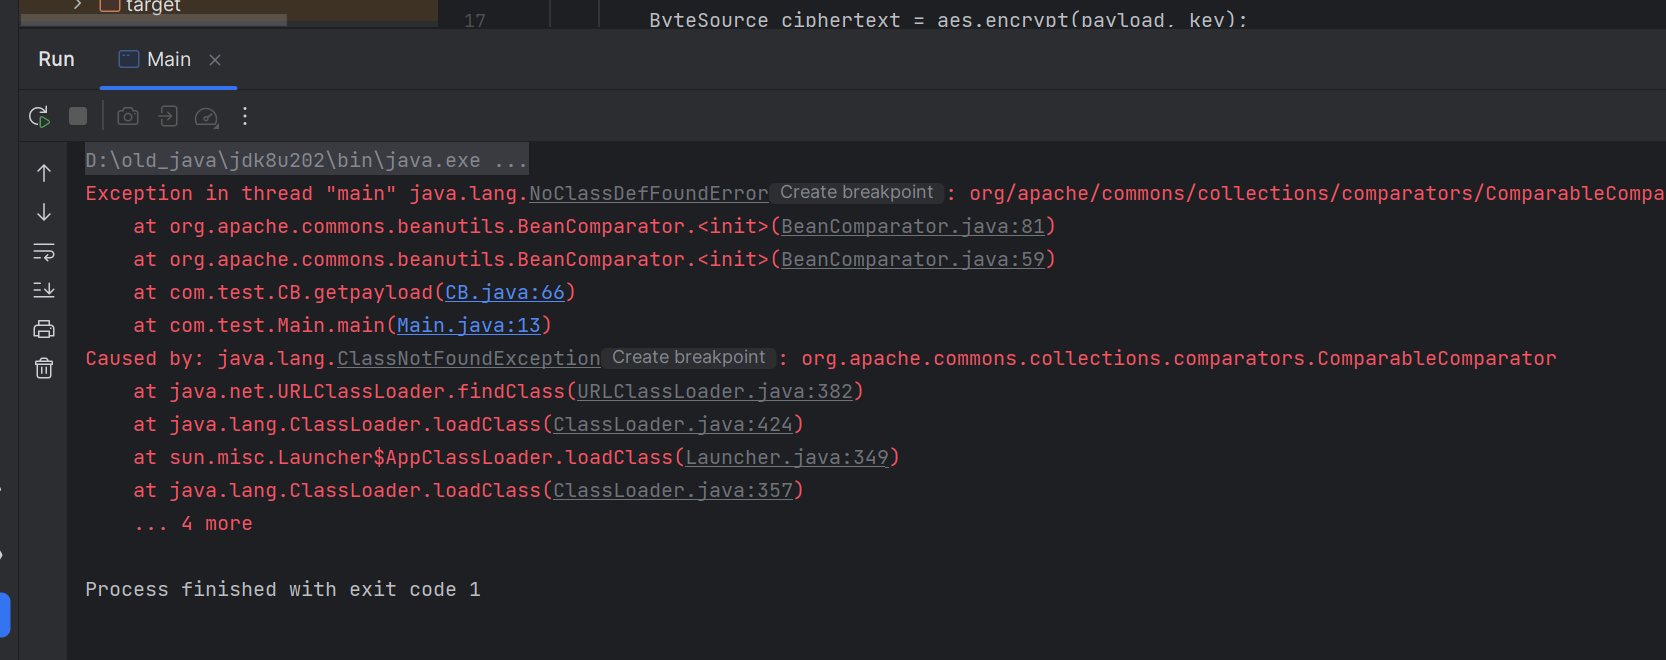 target
17 ByteSource ciphertext = aes.encrypt(payload, key);
Run Main
D:\old_java\jdk8u202\bin\java.exe ...
Exception in thread "main" java.lang.NoClassDefFoundError Create breakpoint : org/apache/commons/collections/comparators/ComparableCompa
at org.apache.commons.beanutils.BeanComparator.<init>(BeanComparator.java:81)
at org.apache.commons.beanutils.BeanComparator.<init>(BeanComparator.java:59)
at com.test.CB.getpayload(CB.java:66)
at com.test.Main.main(Main.java:13)
Caused by: java.lang.ClassNotFoundException Create breakpoint : org.apache.commons.collections.comparators.ComparableComparator
at java.net.URLClassLoader.findClass(URLClassLoader.java:382)
at java.lang.ClassLoader.loadClass(ClassLoader.java:424)
at sun.misc.Launcher$AppClassLoader.loadClass(Launcher.java:349)
at java.lang.ClassLoader.loadClass(ClassLoader.java:357)
... 4 more
Process finished with exit code 1